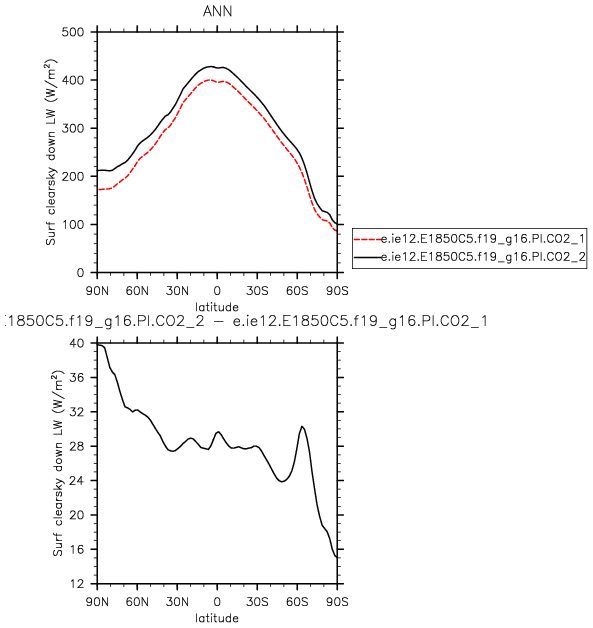 ANN
Surf clearsky down LW (W/m²)
500
400
300
200
100
0
90N 60N 30N 0 30S 60S 90S
latitude
e.ie12.E1850C5.f19_g16.PI.CO2_1
e.ie12.E1850C5.f19_g16.PI.CO2_2
1850C5.f19_g16.PI.CO2_2 — e.ie12.E1850C5.f19_g16.PI.CO2_1
Surf clearsky down LW (W/m²)
40
36
32
28
24
20
16
12
90N 60N 30N 0 30S 60S 90S
latitude